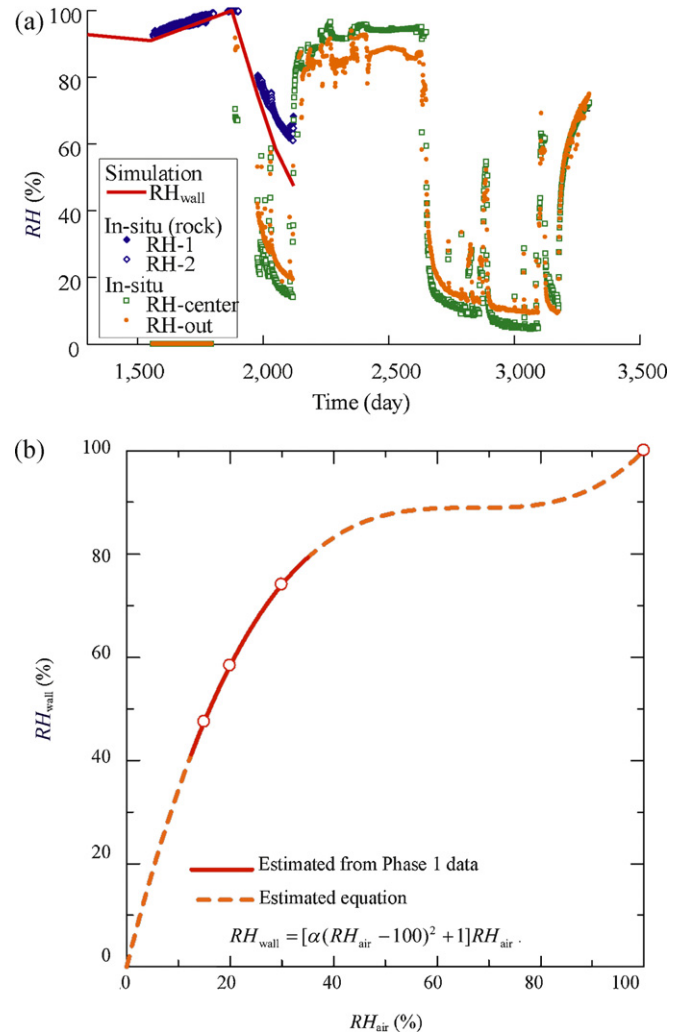 (a)
100
80
60
40
20
0
RH (%)
Simulation
RHwall
In-situ (rock)
RH-1
RH-2
In-situ
RH-center
RH-out
1,500 2,000 2,500 3,000 3,500
Time (day)
(b)
100
80
60
40
20
0
RHwall (%)
Estimated from Phase 1 data
Estimated equation
RHwall = [α(RHair − 100)² + 1]RHair .
0 20 40 60 80 100
RHair (%)